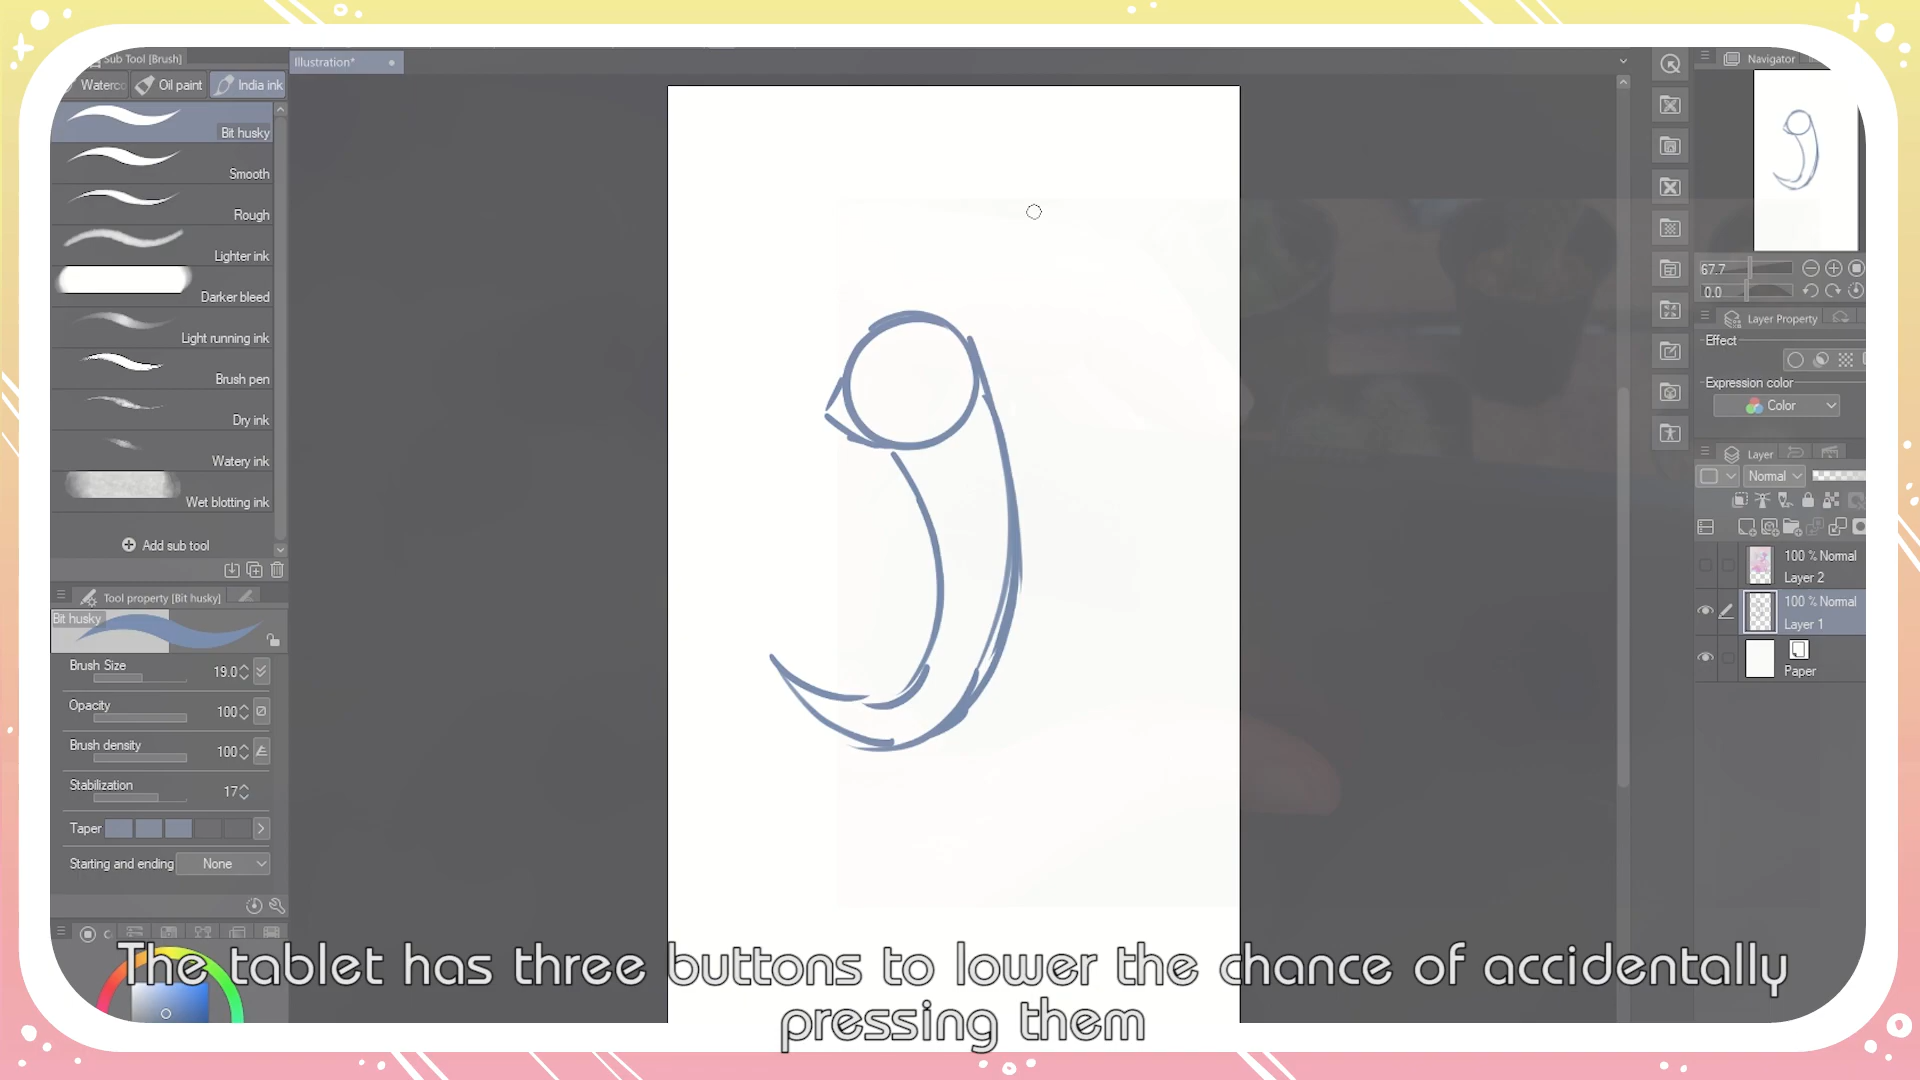 Sub Tool [Brush]
Waterco
Oil paint
India ink
Illustration*
Bit husky
Smooth
Rough
Lighter ink
Darker bleed
Light running ink
Brush pen
Dry ink
Watery ink
Wet blotting ink
Add sub tool
Tool property [Bit husky]
Bit husky
Brush Size 19.0
Opacity 100
Brush density 100
Stabilization 17
Taper
Starting and ending None
Navigator
67.7
0.0
Layer Property
Effect
Expression color
Color
Layer
Normal
100 % Normal
Layer 2
100 % Normal
Layer 1
Paper
The tablet has three buttons to lower the chance of accidentally
pressing them